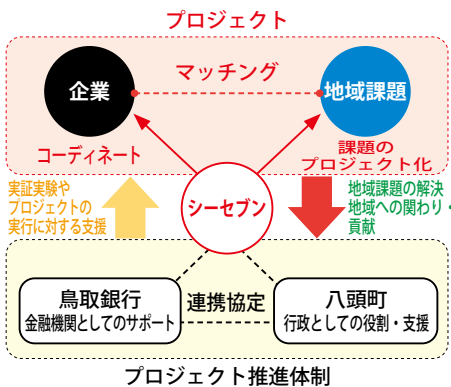 プロジェクト
企業
マッチング
地域課題
コーディネート
課題の
プロジェクト化
シーセブン
実証実験や
プロジェクトの
実行に対する支援
地域課題の解決
地域への関わり・
貢献
鳥取銀行
金融機関としてのサポート
連携協定
八頭町
行政としての役割・支援
プロジェクト推進体制